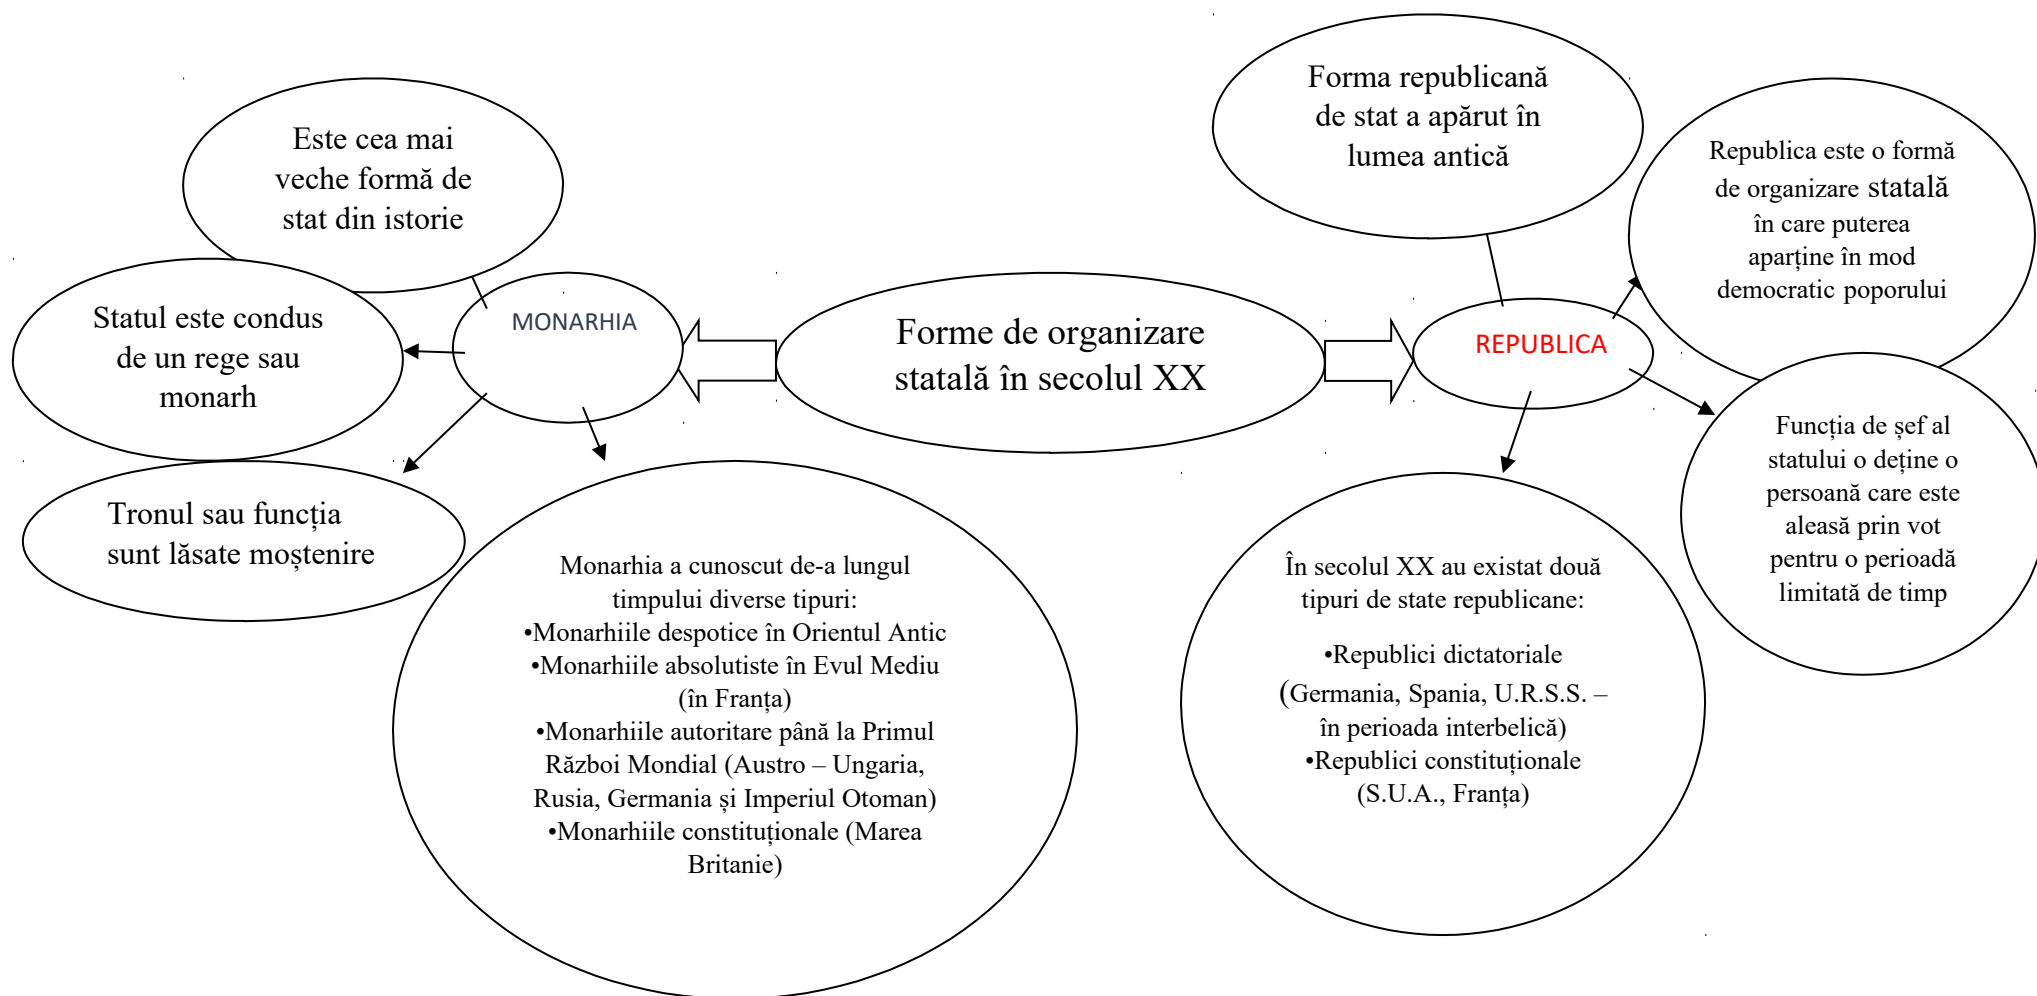 Forme de organizare
statală în secolul XX
MONARHIA
Este cea mai
veche formă de
stat din istorie
Statul este condus
de un rege sau
monarh
Tronul sau funcția
sunt lăsate moștenire
Monarhia a cunoscut de-a lungul
timpului diverse tipuri:
•Monarhiile despotice în Orientul Antic
•Monarhiile absolutiste în Evul Mediu
(în Franța)
•Monarhiile autoritare până la Primul
Război Mondial (Austro – Ungaria,
Rusia, Germania și Imperiul Otoman)
•Monarhiile constituționale (Marea
Britanie)
REPUBLICA
Forma republicană
de stat a apărut în
lumea antică
Republica este o formă
de organizare statală
în care puterea
aparține în mod
democratic poporului
Funcția de șef al
statului o deține o
persoană care este
aleasă prin vot
pentru o perioadă
limitată de timp
În secolul XX au existat două
tipuri de state republicane:
•Republici dictatoriale
(Germania, Spania, U.R.S.S. –
în perioada interbelică)
•Republici constituționale
(S.U.A., Franța)